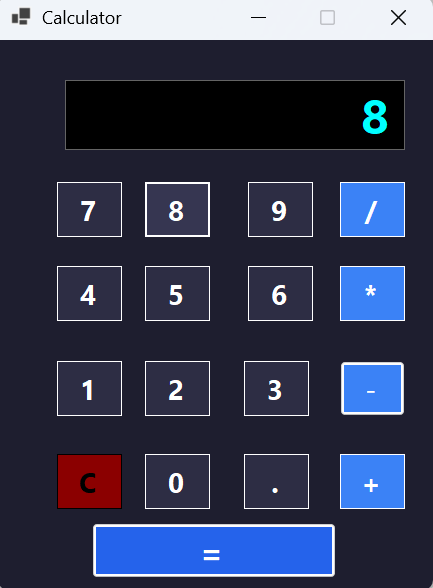 Calculator
8
7 8 9 /
4 5 6 *
1 2 3 -
C 0 . +
=